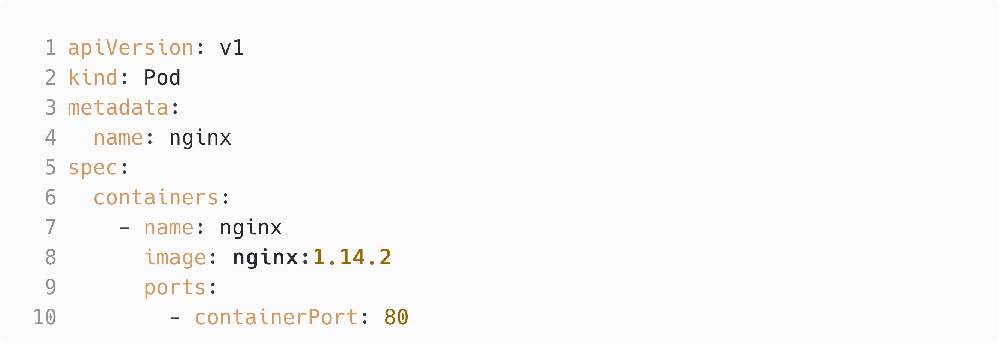 1 apiVersion: v1
2 kind: Pod
3 metadata:
4   name: nginx
5 spec:
6   containers:
7     - name: nginx
8       image: nginx:1.14.2
9       ports:
10         - containerPort: 80